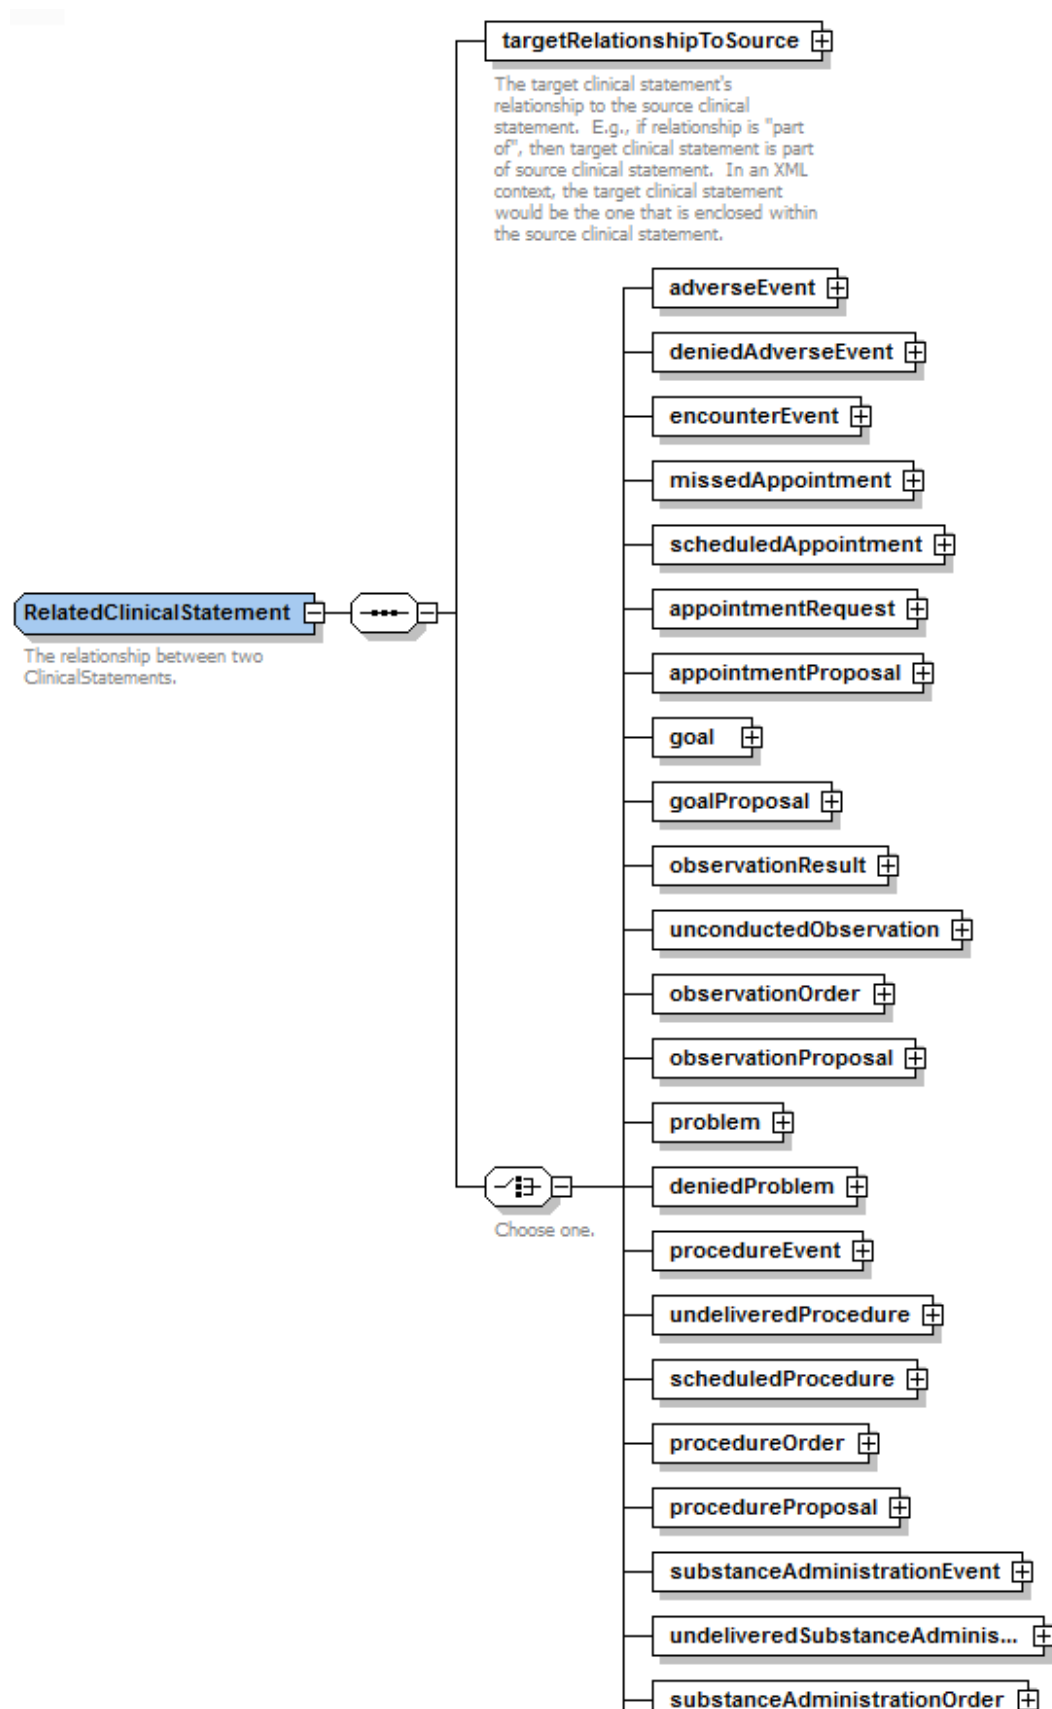 targetRelationshipToSource
The target clinical statement's
relationship to the source clinical
statement. E.g., if relationship is "part
of", then target clinical statement is part
of source clinical statement. In an XML
context, the target clinical statement
would be the one that is enclosed within
the source clinical statement.
adverseEvent
deniedAdverseEvent
encounterEvent
missedAppointment
scheduledAppointment
RelatedClinicalStatement
The relationship between two
ClinicalStatements.
appointmentRequest
appointmentProposal
goal
goalProposal
observationResult
unconductedObservation
observationOrder
observationProposal
problem
deniedProblem
Choose one.
procedureEvent
undeliveredProcedure
scheduledProcedure
procedureOrder
procedureProposal
substanceAdministrationEvent
undeliveredSubstanceAdminis...
substanceAdministrationOrder